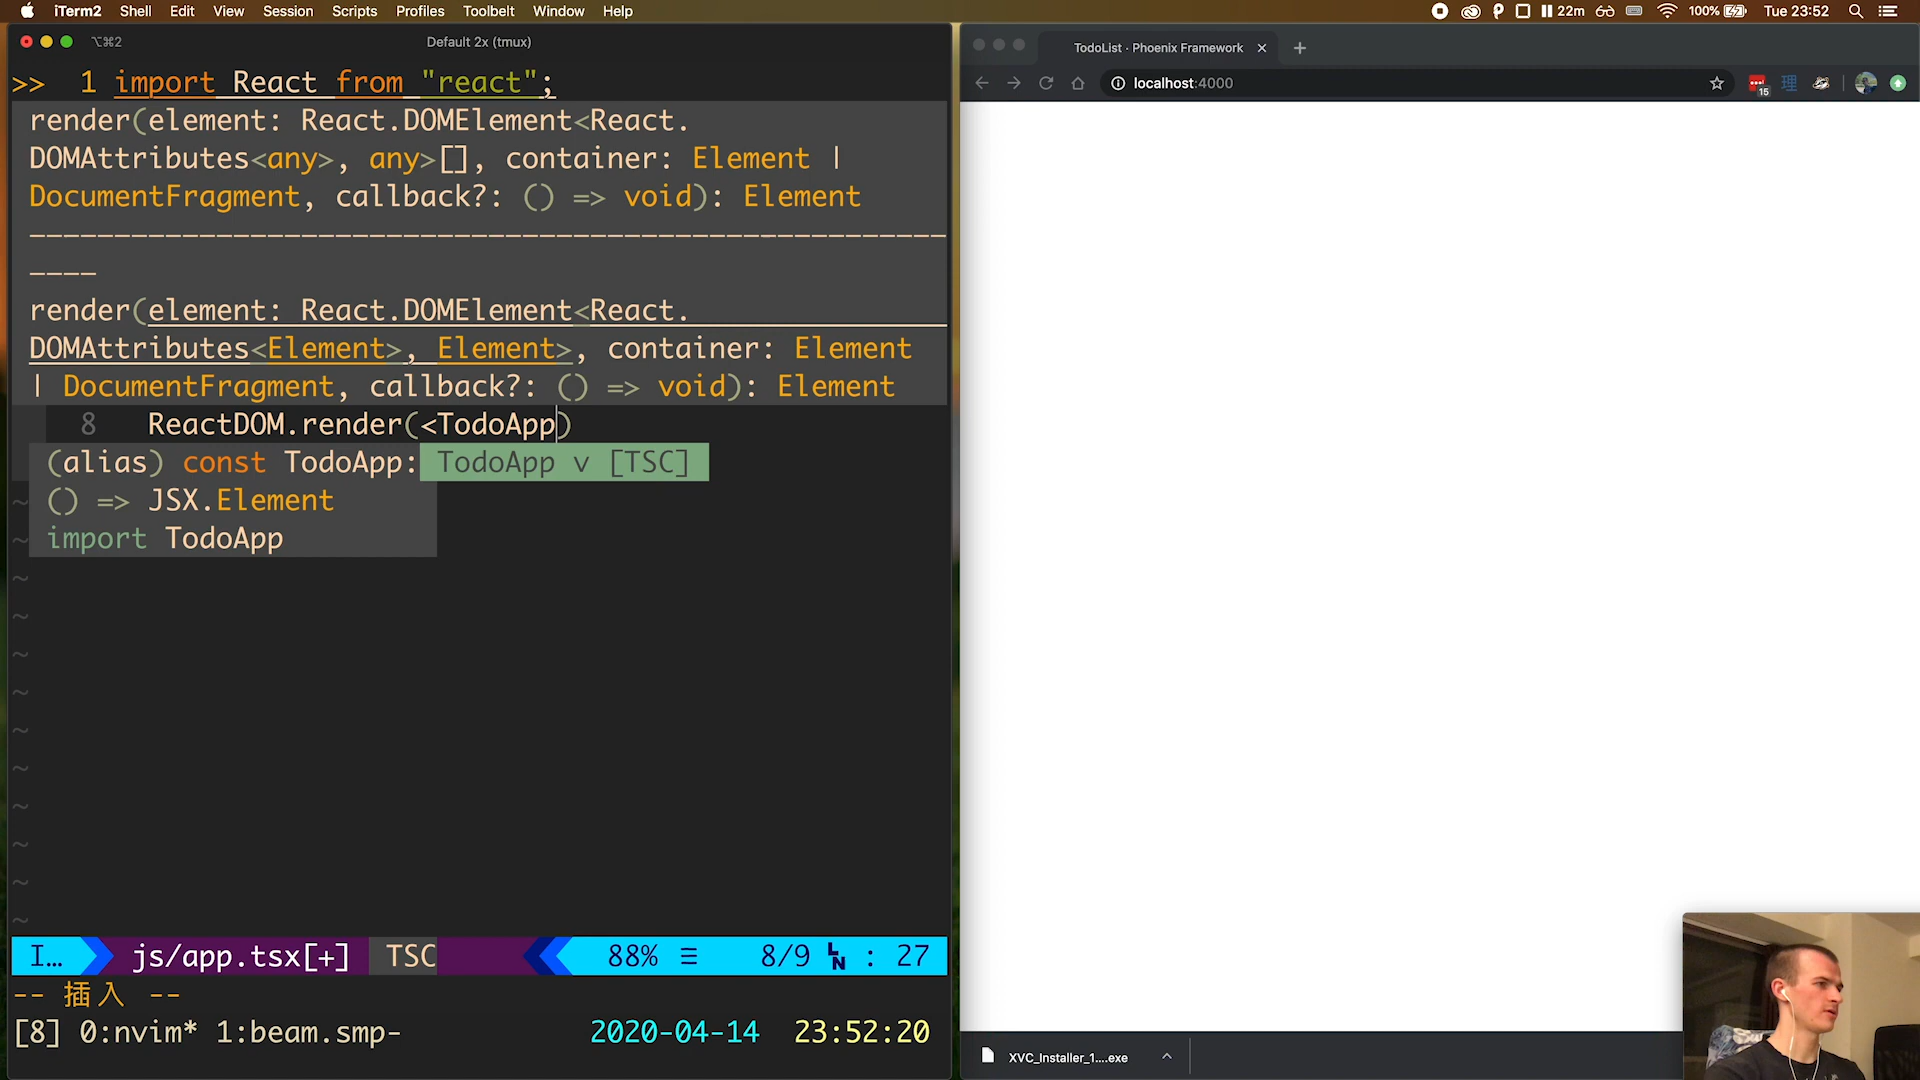 iTerm2 Shell Edit View Session Scripts Profiles Toolbelt Window Help
22m 100% Tue 23:52
⌥⌘2 Default 2x (tmux)
>> 1 import React from "react";
render(element: React.DOMElement<React.
DOMAttributes<any>, any>[], container: Element |
DocumentFragment, callback?: () => void): Element
render(element: React.DOMElement<React.
DOMAttributes<Element>, Element>, container: Element
| DocumentFragment, callback?: () => void): Element
8 ReactDOM.render(<TodoApp)
(alias) const TodoApp: TodoApp v [TSC]
() => JSX.Element
import TodoApp
I... js/app.tsx[+] TSC 88% ☰ 8/9 LN : 27
-- 插入 --
[8] 0:nvim* 1:beam.smp- 2020-04-14 23:52:20
TodoList · Phoenix Framework
localhost:4000
15
理
XVC_Installer_1....exe